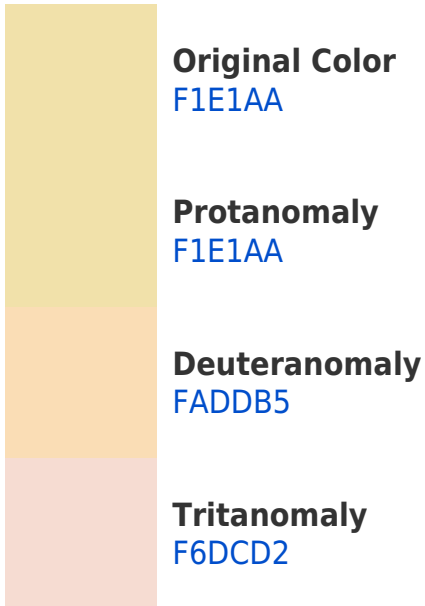 Original Color
F1E1AA
Protanomaly
F1E1AA
Deuteranomaly
FADDB5
Tritanomaly
F6DCD2